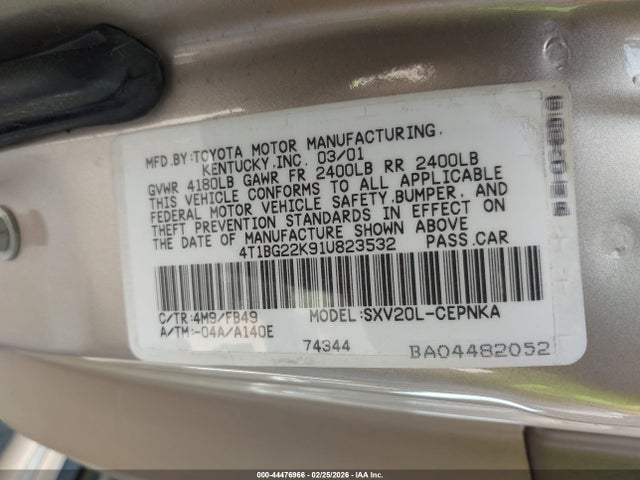 MFD.BY:TOYOTA MOTOR MANUFACTURING,
KENTUCKY,INC. 03/01
GVWR 4180LB GAWR FR 2400LB RR 2400LB
THIS VEHICLE CONFORMS TO ALL APPLICABLE
FEDERAL MOTOR VEHICLE SAFETY,BUMPER, AND
THEFT PREVENTION STANDARDS IN EFFECT ON
THE DATE OF MANUFACTURE SHOWN ABOVE
4T1BG22K91U823532 PASS.CAR
C/TR:4M9/FB49 MODEL:SXV20L-CEPNKA
A/TM:-04A/A140E
74344 BA04482052
000-44476966 - 02/25/2026 - IAA Inc.